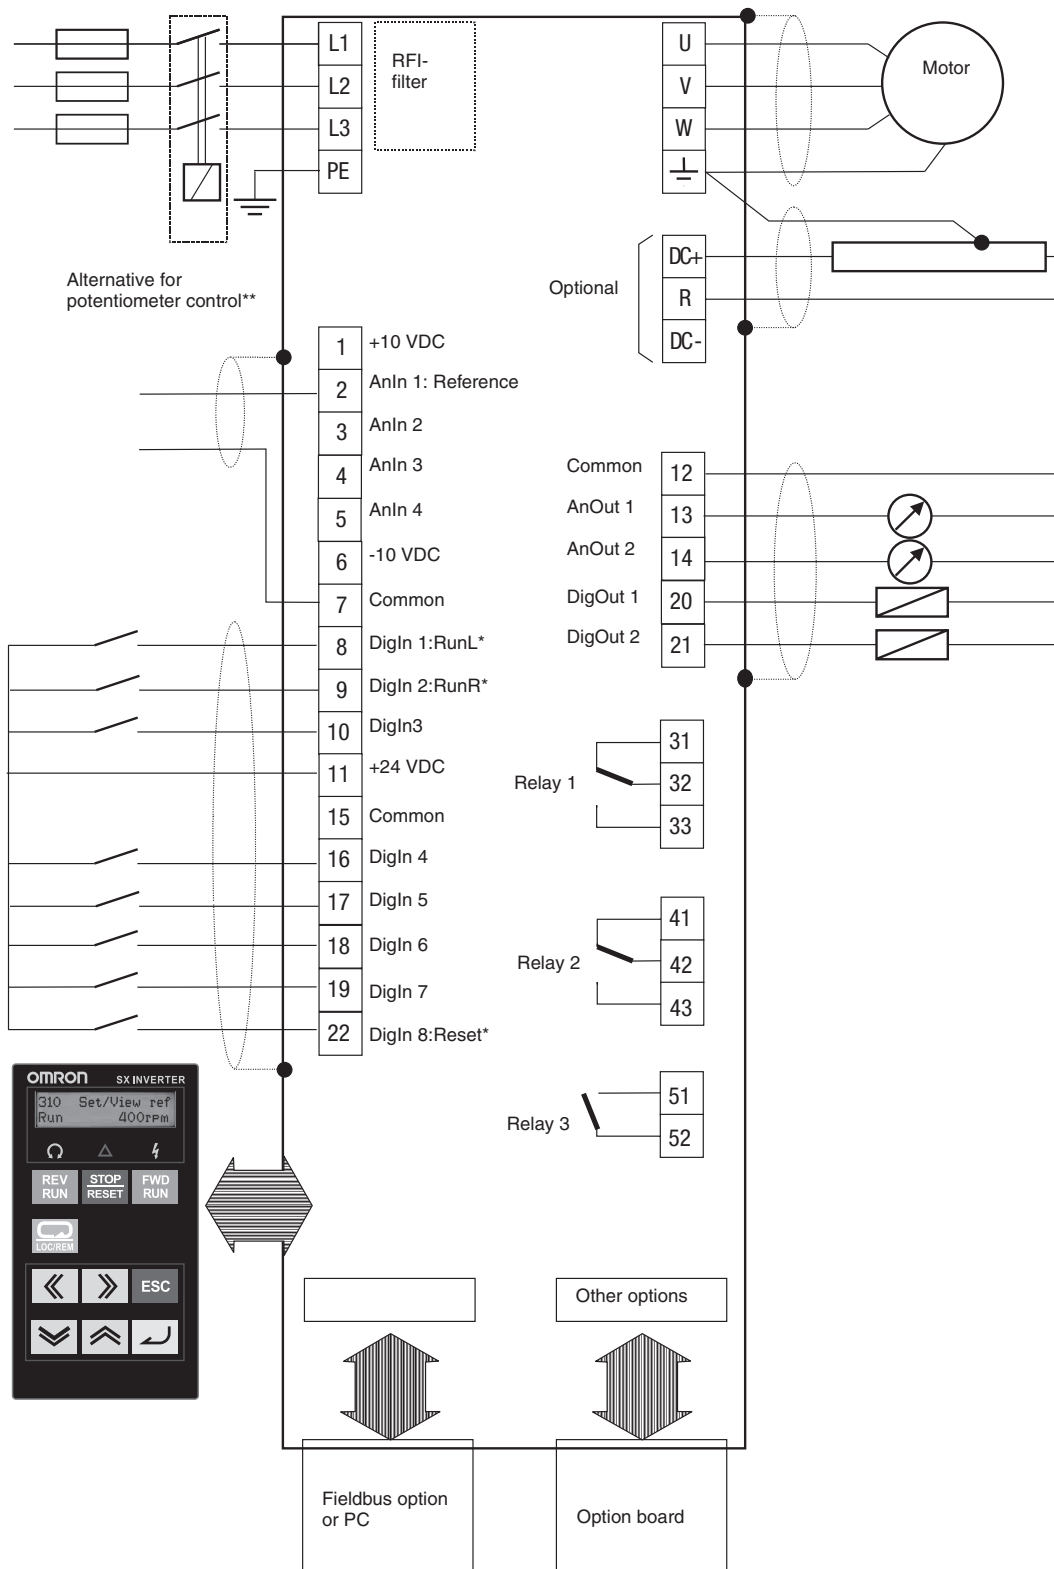 L1
L2
L3
PE
RFI-
filter
U
V
W
Motor
Alternative for
potentiometer control**
Optional
DC+
R
DC-
1 +10 VDC
2 AnIn 1: Reference
3 AnIn 2
4 AnIn 3
5 AnIn 4
6 -10 VDC
7 Common
8 DigIn 1:RunL*
9 DigIn 2:RunR*
10 DigIn3
11 +24 VDC
15 Common
16 DigIn 4
17 DigIn 5
18 DigIn 6
19 DigIn 7
22 DigIn 8:Reset*
Common 12
AnOut 1 13
AnOut 2 14
DigOut 1 20
DigOut 2 21
Relay 1
31
32
33
Relay 2
41
42
43
Relay 3
51
52
OMRON SX INVERTER
310 Set/View ref
Run 400rpm
REV
RUN
STOP
RESET
FWD
RUN
LOC/REM
ESC
Other options
Fieldbus option
or PC
Option board